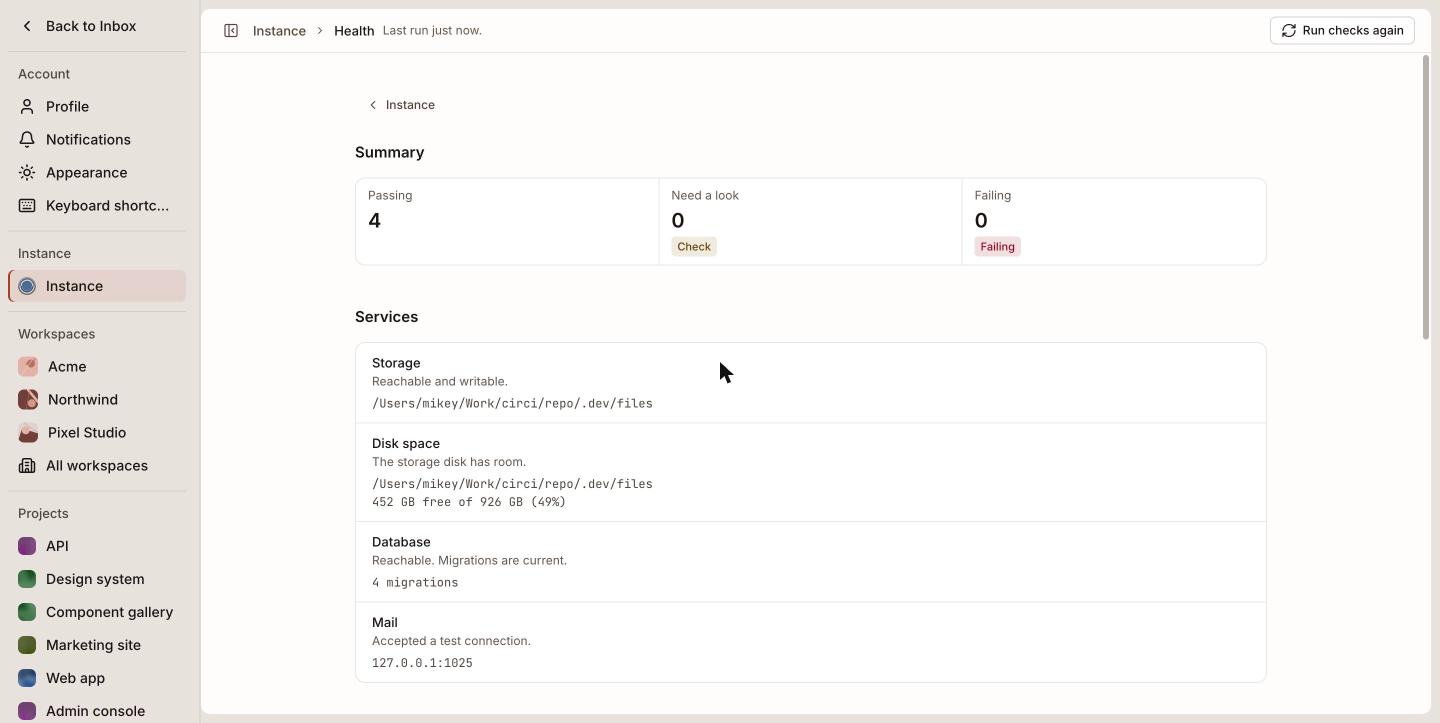 Back to Inbox
Account
Profile
Notifications
Appearance
Keyboard shortc...
Instance
Instance
Workspaces
Acme
Northwind
Pixel Studio
All workspaces
Projects
API
Design system
Component gallery
Marketing site
Web app
Admin console
Instance > Health Last run just now.
Run checks again
Instance
Summary
Passing
4
Need a look
0
Check
Failing
0
Failing
Services
Storage
Reachable and writable.
/Users/mikey/Work/circi/repo/.dev/files
Disk space
The storage disk has room.
/Users/mikey/Work/circi/repo/.dev/files
452 GB free of 926 GB (49%)
Database
Reachable. Migrations are current.
4 migrations
Mail
Accepted a test connection.
127.0.0.1:1025